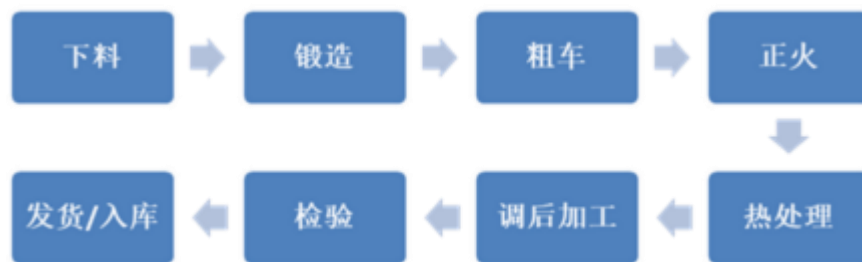 下料
锻造
粗车
正火
热处理
调后加工
检验
发货/入库